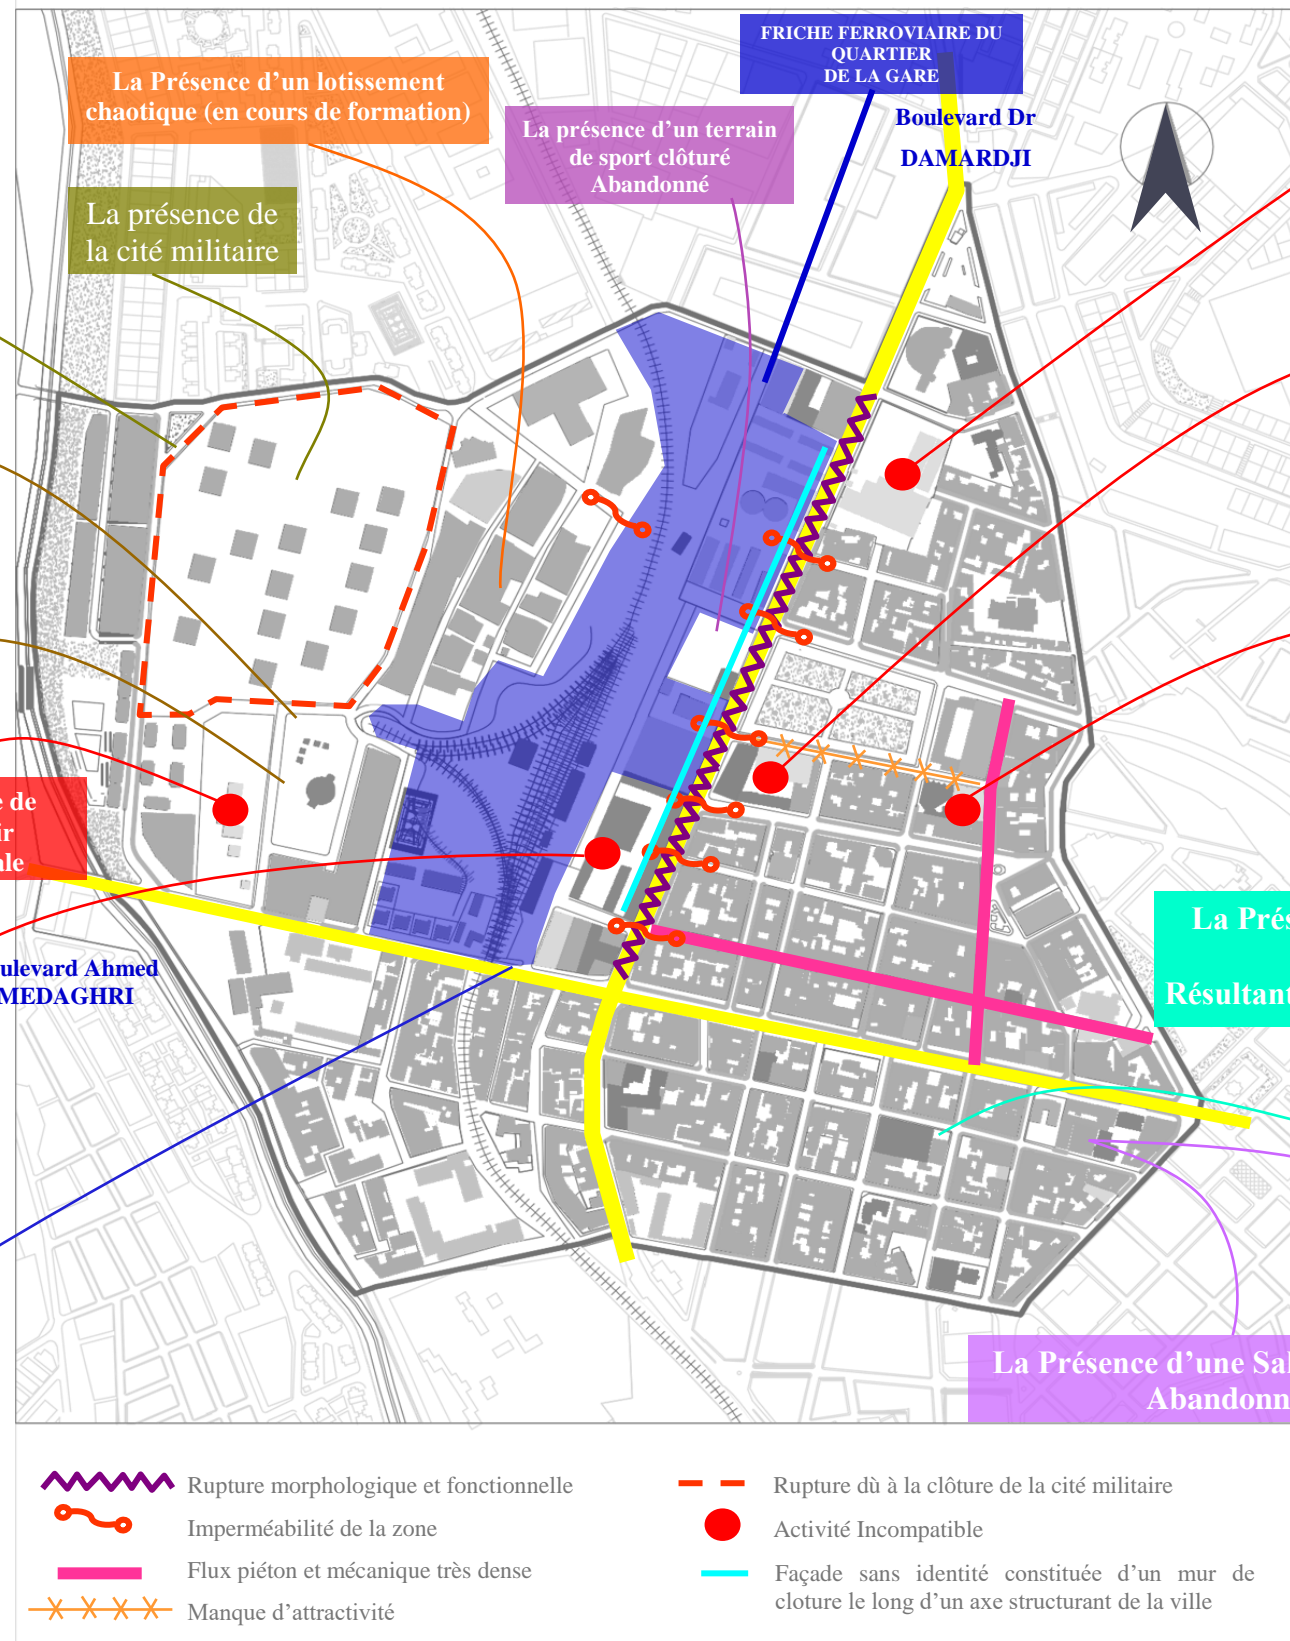 FRICHE FERROVIAIRE DU
QUARTIER
DE LA GARE
La Présence d'un lotissement
chaotique (en cours de formation)
La présence d'un terrain
de sport clôturé
Abandonné
Boulevard Dr
DAMARDJI
La présence de
la cité militaire
e de
ir
ale
ulevard Ahmed
MEDAGHRI
La Prés
Résultant
La Présence d'une Sal
Abandonn
Rupture morphologique et fonctionnelle
Imperméabilité de la zone
Flux piéton et mécanique très dense
Manque d'attractivité
Rupture dù à la clôture de la cité militaire
Activité Incompatible
Façade sans identité constituée d'un mur de
cloture le long d'un axe structurant de la ville